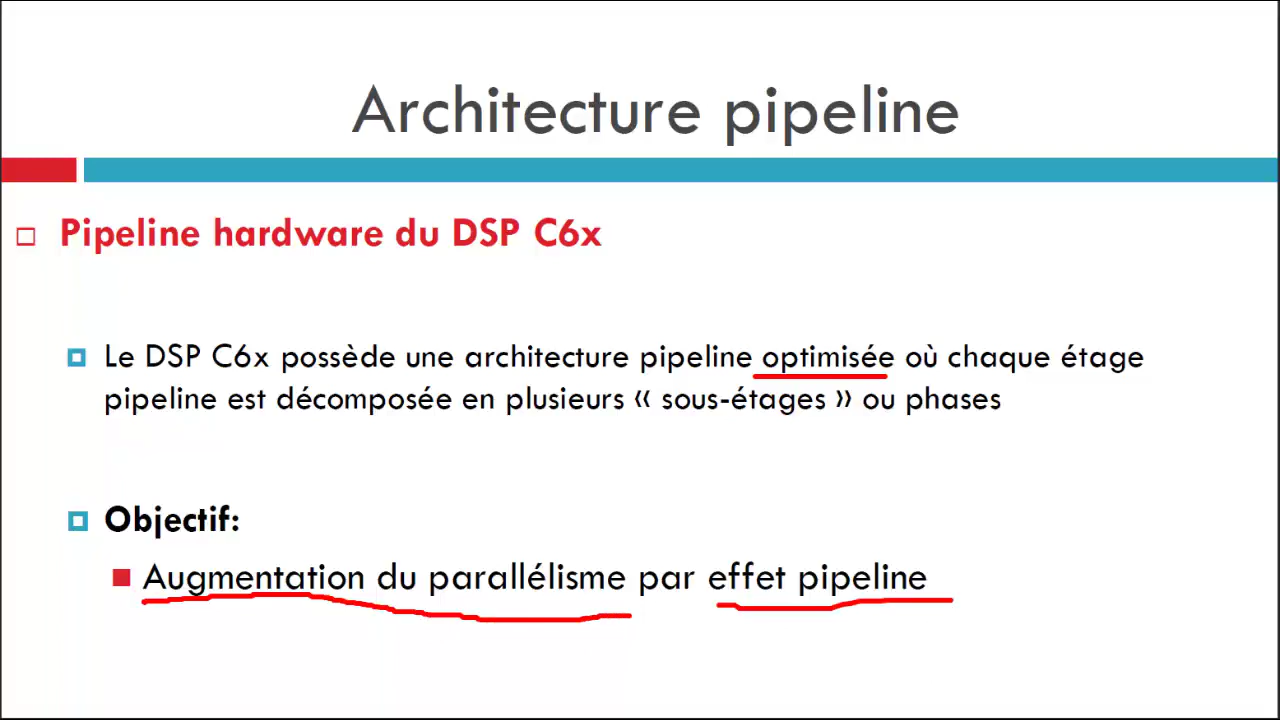 Architecture pipeline
Pipeline hardware du DSP C6x
Le DSP C6x possède une architecture pipeline optimisée où chaque étage
pipeline est décomposée en plusieurs « sous-étages » ou phases
Objectif:
Augmentation du parallélisme par effet pipeline